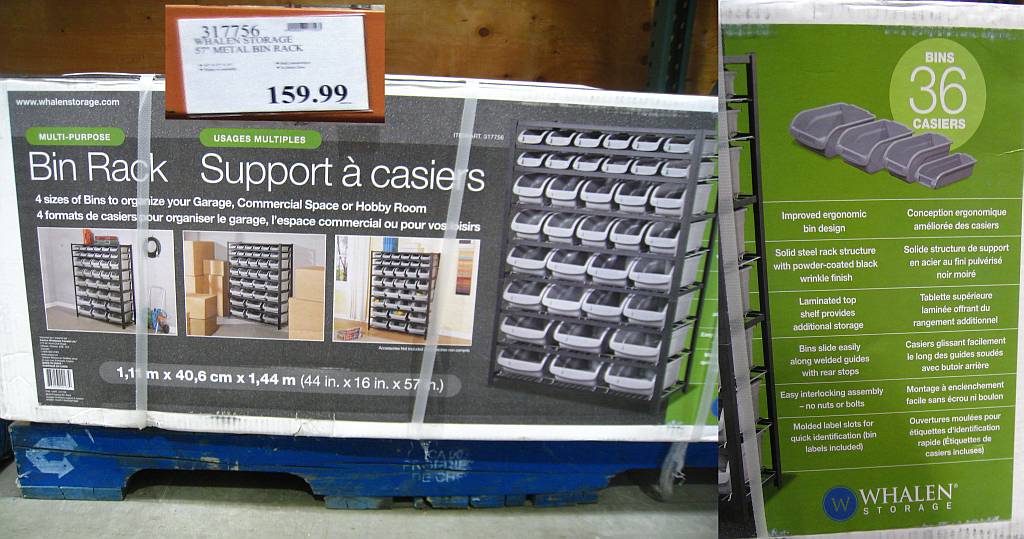 317756
WHALEN STORAGE
57" METAL BIN RACK
159.99
www.whalenstorage.com
ITEM/ART. 317756
MULTI-PURPOSE
USAGES MULTIPLES
Bin Rack
Support à casiers
4 sizes of Bins to organize your Garage, Commercial Space or Hobby Room
4 formats de casiers pour organiser le garage, l'espace commercial ou pour vos loisirs
1,11 m x 40,6 cm x 1,44 m (44 in. x 16 in. x 57 in.)
BINS
36
CASIERS
Improved ergonomic
bin design
Conception ergonomique
améliorée des casiers
Solid steel rack structure
with powder-coated black
wrinkle finish
Solide structure de support
en acier au fini pulvérisé
noir moiré
Laminated top
shelf provides
additional storage
Tablette supérieure
laminée offrant du
rangement additionnel
Bins slide easily
along welded guides
with rear stops
Casiers glissant facilement
le long des guides soudés
avec butoir arrière
Easy interlocking assembly
– no nuts or bolts
Montage à enclenchement
facile sans écrou ni boulon
Molded label slots for
quick identification (bin
labels included)
Ouvertures moulées pour
étiquettes d'identification
rapide (Étiquettes de
casiers incluses)
W
WHALEN®
STORAGE